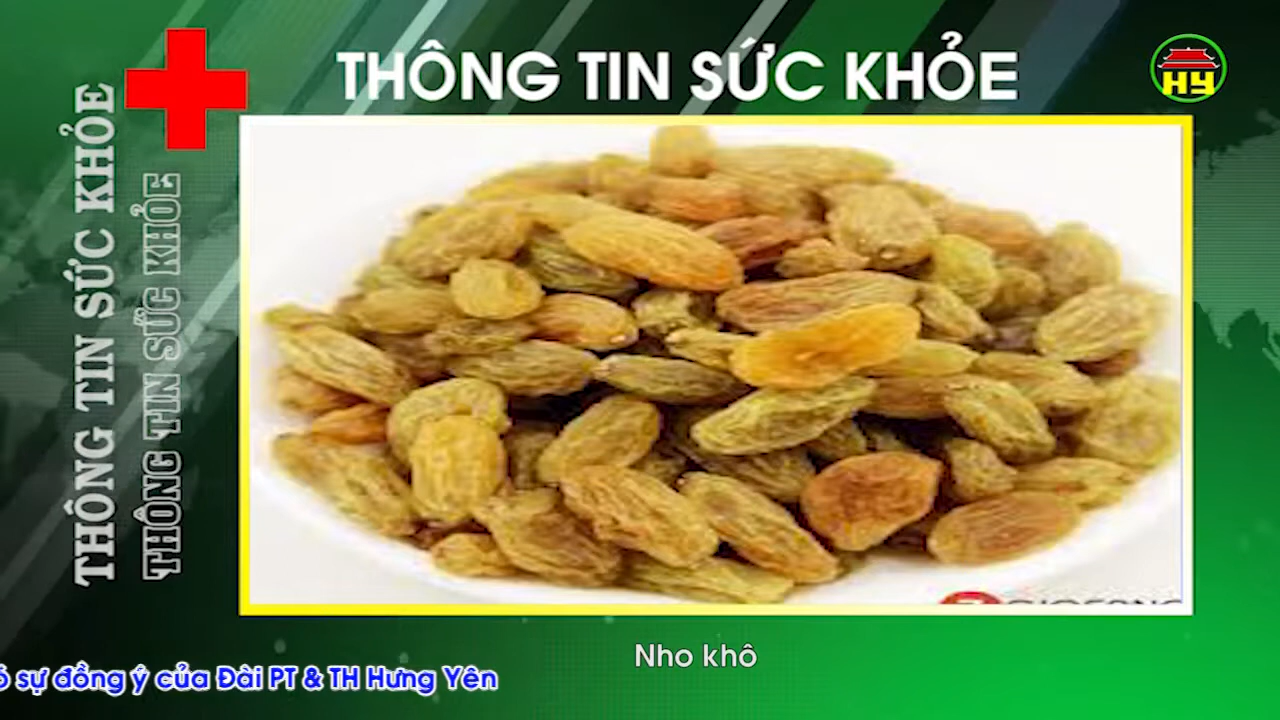 THÔNG TIN SỨC KHỎE
HY
THÔNG TIN SỨC KHỎE
THÔNG TIN SỨC KHỎE
Nho khô
sự đồng ý của Đài PT & TH Hưng Yên